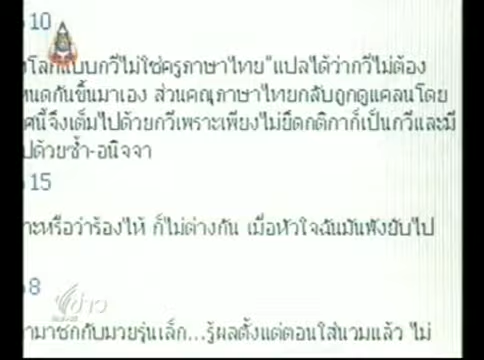 10
งโลกแบบกวีไม่ใช่ครูภาษาไทย"แปลได้ว่ากวีไม่ต้อง
หนดกันขึ้นมาเอง ส่วนคุณภาษาไทยกลับถูกดูแคลนโดย
ศนี้จึงเต็มไปด้วยกวีเพราะเพียงไม่ยึดกติกาก็เป็นกวีและมี
ปด้วยซ้ำ-อนิจจา
15
าะหรือว่าร้องไห้ ก็ไม่ต่างกัน เมื่อหัวใจฉันมันพังยับไป
8
ข่าว
ามาชกกับมวยรุ่นเล็ก...รู้ผลตั้งแต่ตอนใส่นวมแล้ว ไม่